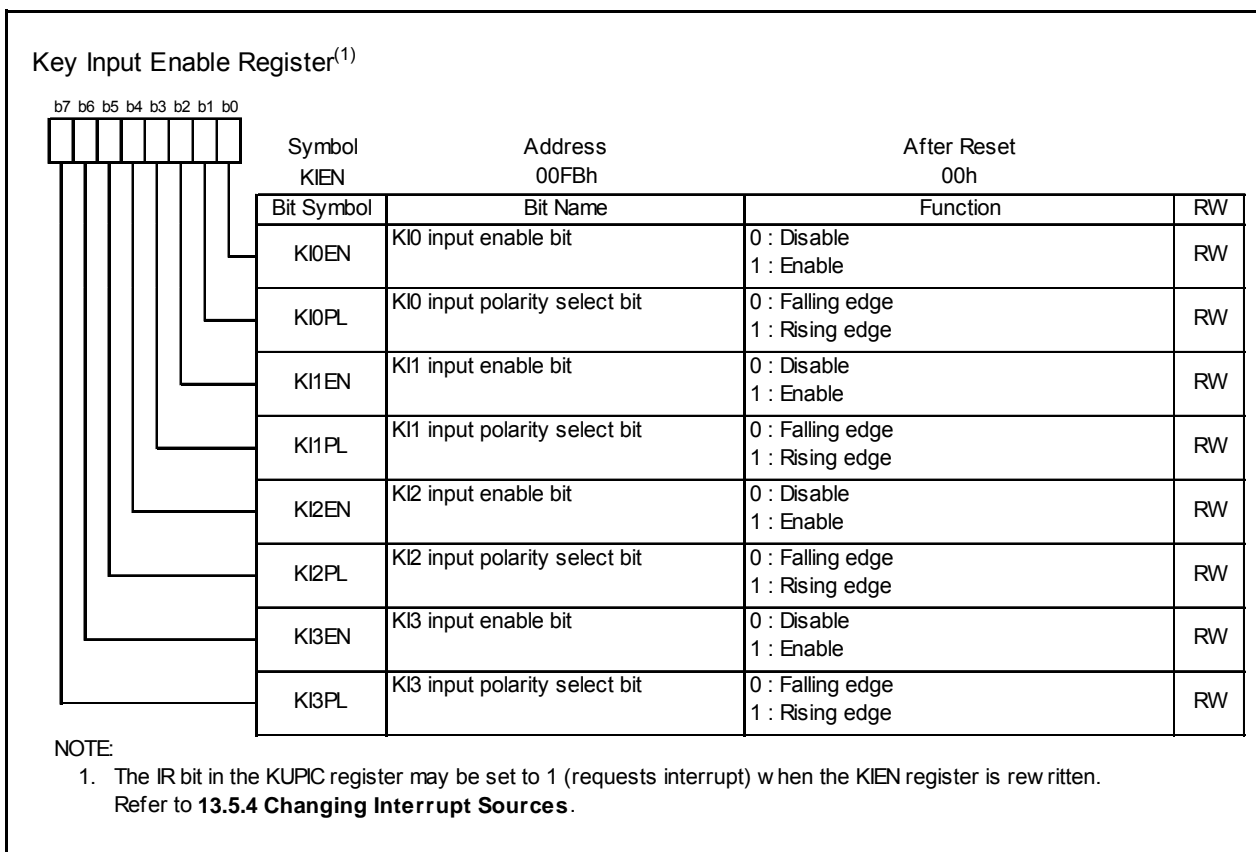 Key Input Enable Register(1)
b7 b6 b5 b4 b3 b2 b1 b0
Symbol Address After Reset
KIEN 00FBh 00h
Bit Symbol Bit Name Function RW
KI0EN KI0 input enable bit 0 : Disable
1 : Enable RW
KI0PL KI0 input polarity select bit 0 : Falling edge
1 : Rising edge RW
KI1EN KI1 input enable bit 0 : Disable
1 : Enable RW
KI1PL KI1 input polarity select bit 0 : Falling edge
1 : Rising edge RW
KI2EN KI2 input enable bit 0 : Disable
1 : Enable RW
KI2PL KI2 input polarity select bit 0 : Falling edge
1 : Rising edge RW
KI3EN KI3 input enable bit 0 : Disable
1 : Enable RW
KI3PL KI3 input polarity select bit 0 : Falling edge
1 : Rising edge RW
NOTE:
1. The IR bit in the KUPIC register may be set to 1 (requests interrupt) when the KIEN register is rewritten.
Refer to 13.5.4 Changing Interrupt Sources.